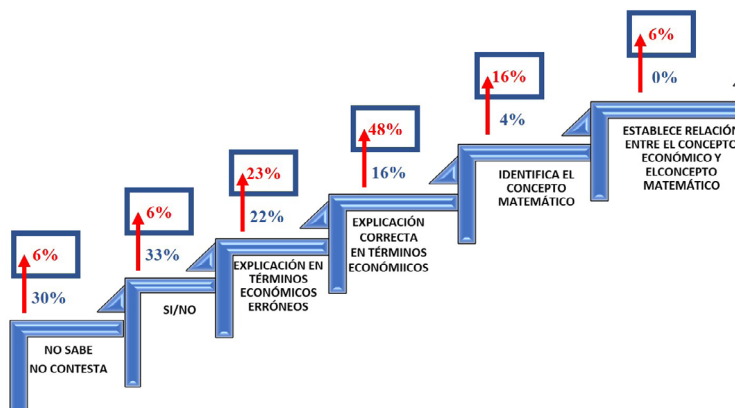 6%
30%
NO SABE
NO CONTESTA
6%
33%
SI/NO
23%
22%
EXPLICACIÓN EN
TÉRMINOS
ECONÓMICOS
ERRÓNEOS
48%
16%
EXPLICACIÓN
CORRECTA
EN TÉRMINOS
ECONÓMIICOS
16%
4%
IDENTIFICA EL
CONCEPTO
MATEMÁTICO
6%
0%
ESTABLECE RELACIÓN
ENTRE EL CONCEPTO
ECONÓMICO Y
ELCONCEPTO
MATEMÁTICO